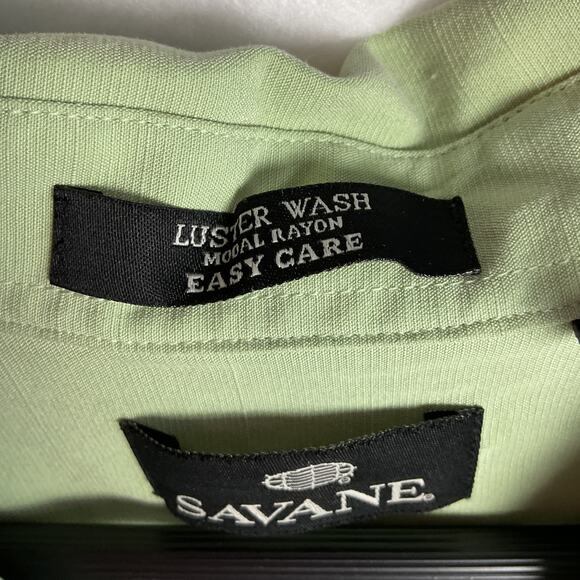 LUSTER WASH
MODAL RAYON
EASY CARE
SAVANE®